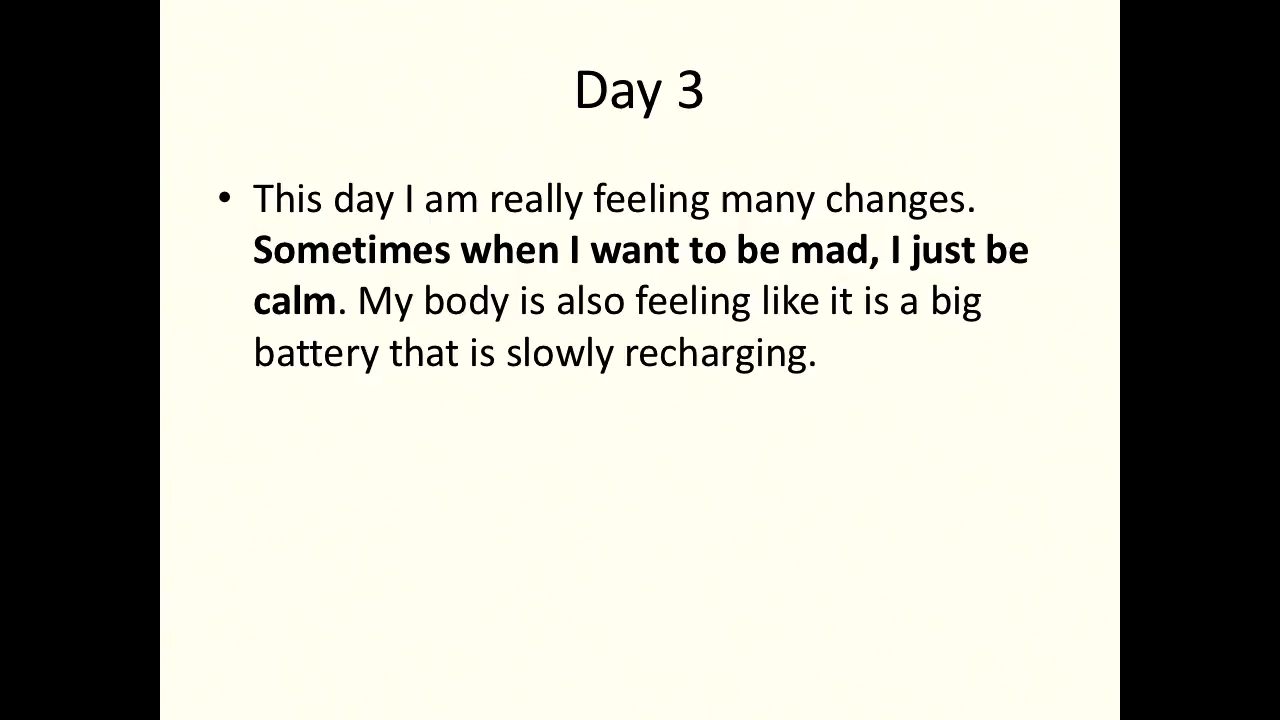 Day 3
• This day I am really feeling many changes.
Sometimes when I want to be mad, I just be
calm. My body is also feeling like it is a big
battery that is slowly recharging.